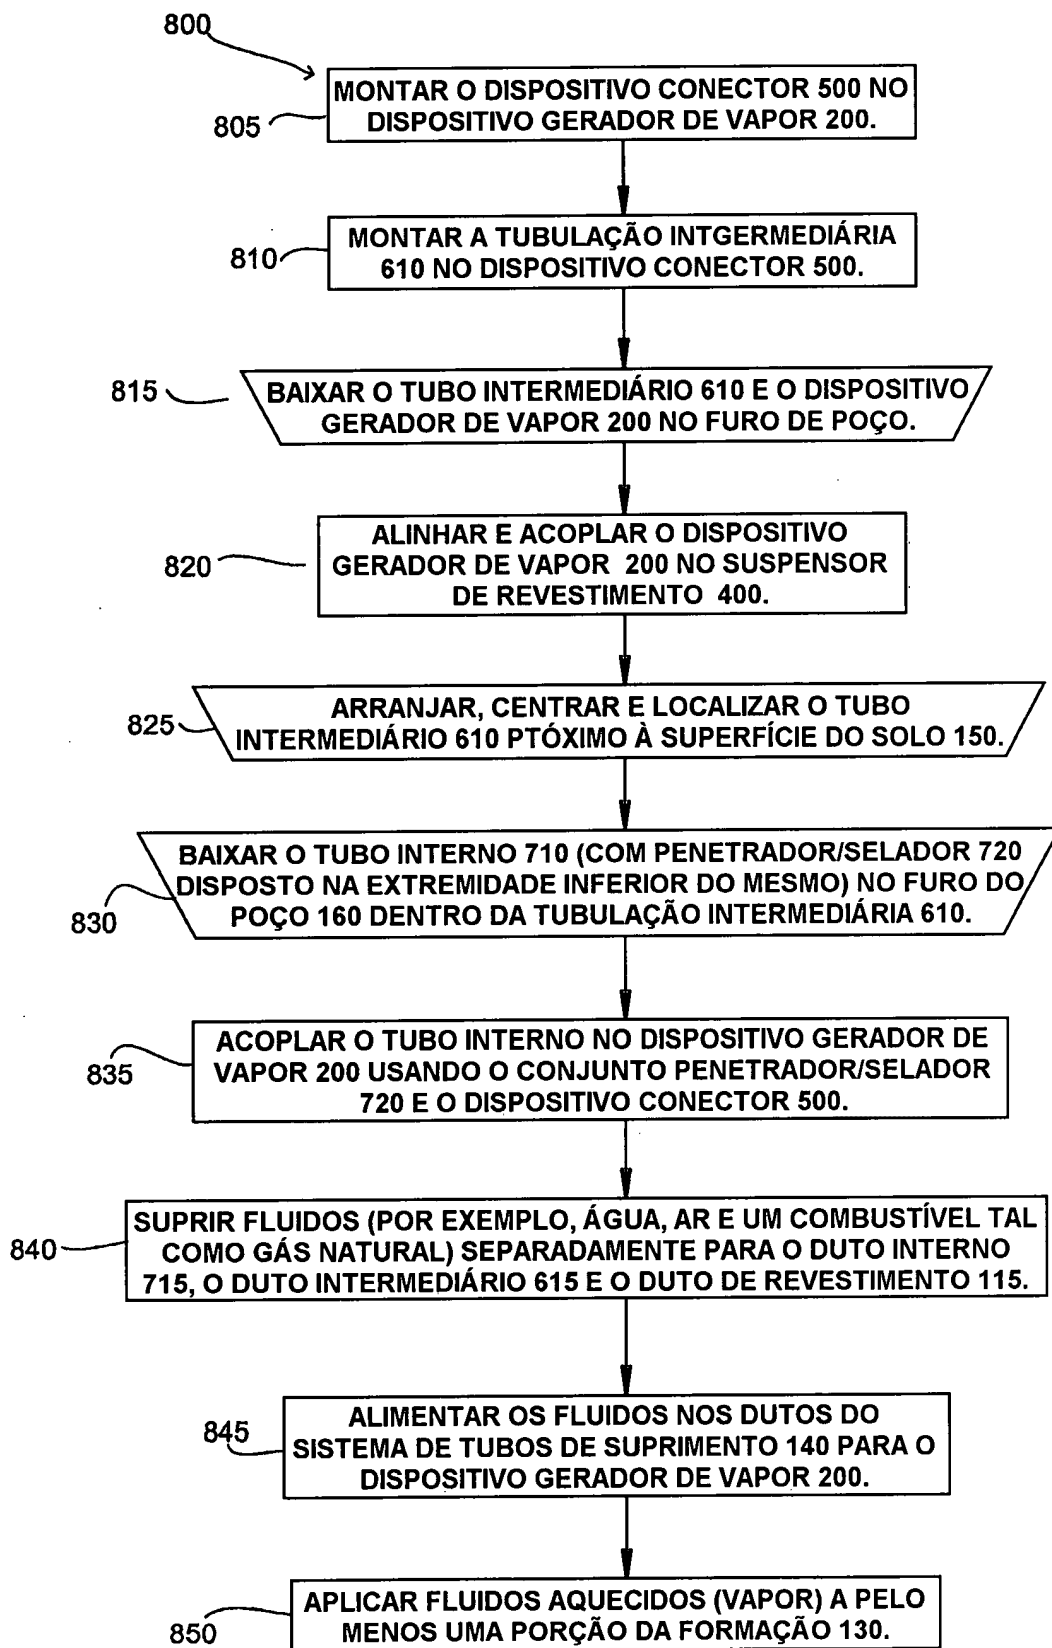 800
805
MONTAR O DISPOSITIVO CONECTOR 500 NO
DISPOSITIVO GERADOR DE VAPOR 200.
810
MONTAR A TUBULAÇÃO INTGERMEDIÁRIA
610 NO DISPOSITIVO CONECTOR 500.
815
BAIXAR O TUBO INTERMEDIÁRIO 610 E O DISPOSITIVO
GERADOR DE VAPOR 200 NO FURO DE POÇO.
820
ALINHAR E ACOPLAR O DISPOSITIVO
GERADOR DE VAPOR 200 NO SUSPENSOR
DE REVESTIMENTO 400.
825
ARRANJAR, CENTRAR E LOCALIZAR O TUBO
INTERMEDIÁRIO 610 PTÓXIMO À SUPERFÍCIE DO SOLO 150.
830
BAIXAR O TUBO INTERNO 710 (COM PENETRADOR/SELADOR 720
DISPOSTO NA EXTREMIDADE INFERIOR DO MESMO) NO FURO DO
POÇO 160 DENTRO DA TUBULAÇÃO INTERMEDIÁRIA 610.
835
ACOPLAR O TUBO INTERNO NO DISPOSITIVO GERADOR DE
VAPOR 200 USANDO O CONJUNTO PENETRADOR/SELADOR
720 E O DISPOSITIVO CONECTOR 500.
840
SUPRIR FLUIDOS (POR EXEMPLO, ÁGUA, AR E UM COMBUSTÍVEL TAL
COMO GÁS NATURAL) SEPARADAMENTE PARA O DUTO INTERNO
715, O DUTO INTERMEDIÁRIO 615 E O DUTO DE REVESTIMENTO 115.
845
ALIMENTAR OS FLUIDOS NOS DUTOS DO
SISTEMA DE TUBOS DE SUPRIMENTO 140 PARA O
DISPOSITIVO GERADOR DE VAPOR 200.
850
APLICAR FLUIDOS AQUECIDOS (VAPOR) A PELO
MENOS UMA PORÇÃO DA FORMAÇÃO 130.